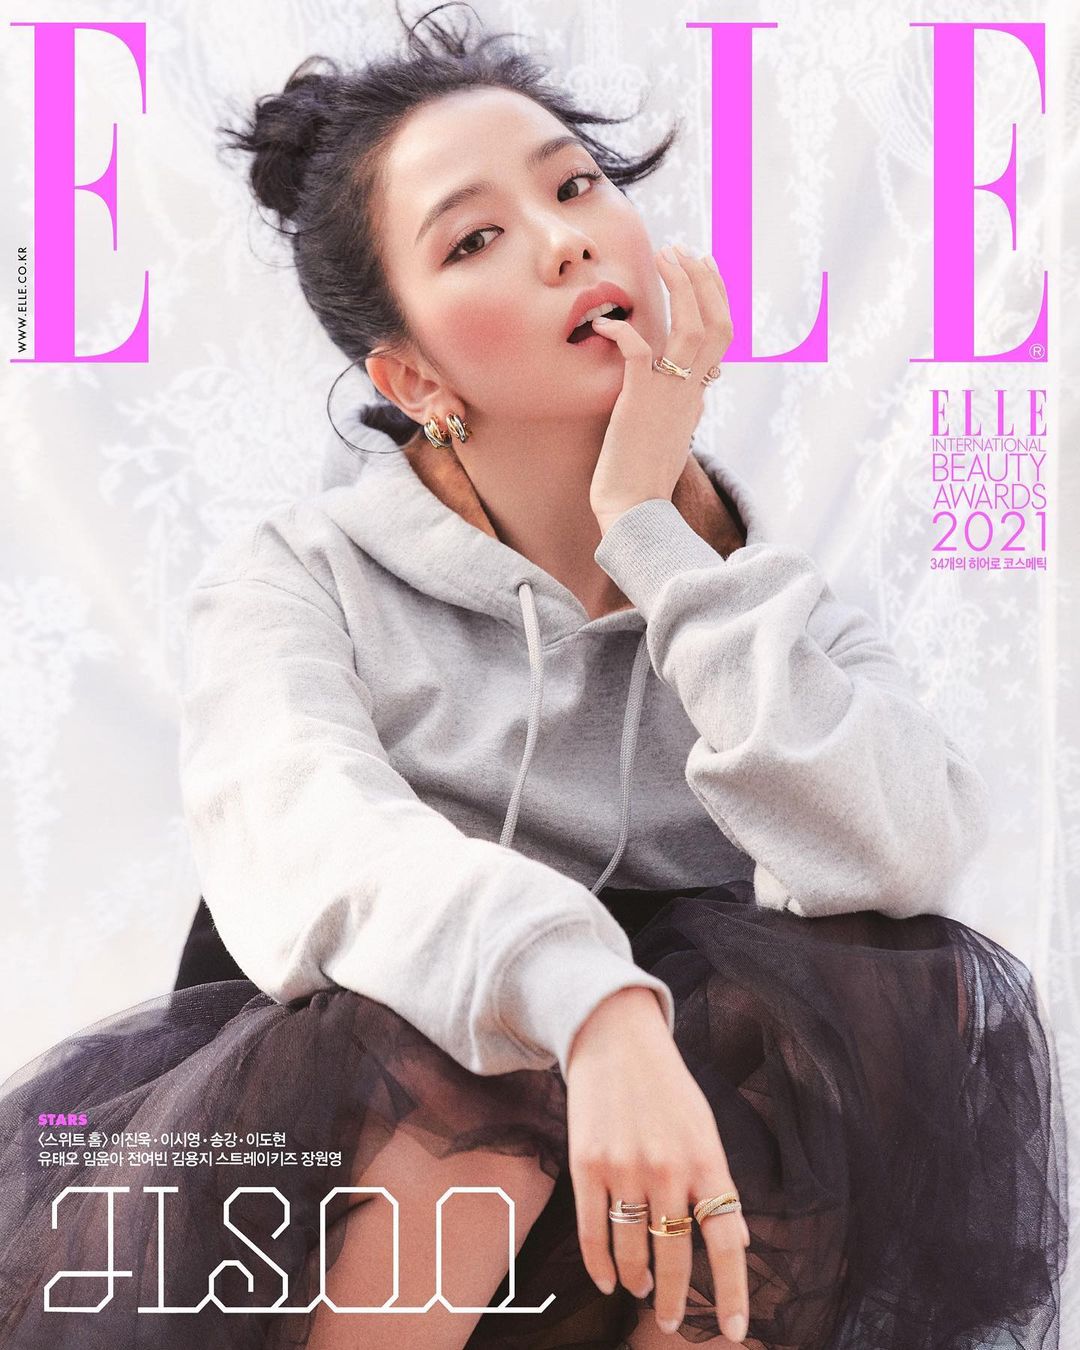 ELLE
WWW.ELLE.CO.KR
®
ELLE
INTERNATIONAL
BEAUTY
AWARDS
2021
34개의 히어로 코스메틱
STARS
〈스위트 홈〉 이진욱·이시영·송강·이도현
유태오 임윤아 전여빈 김용지 스트레이키즈 장원영
JISOO